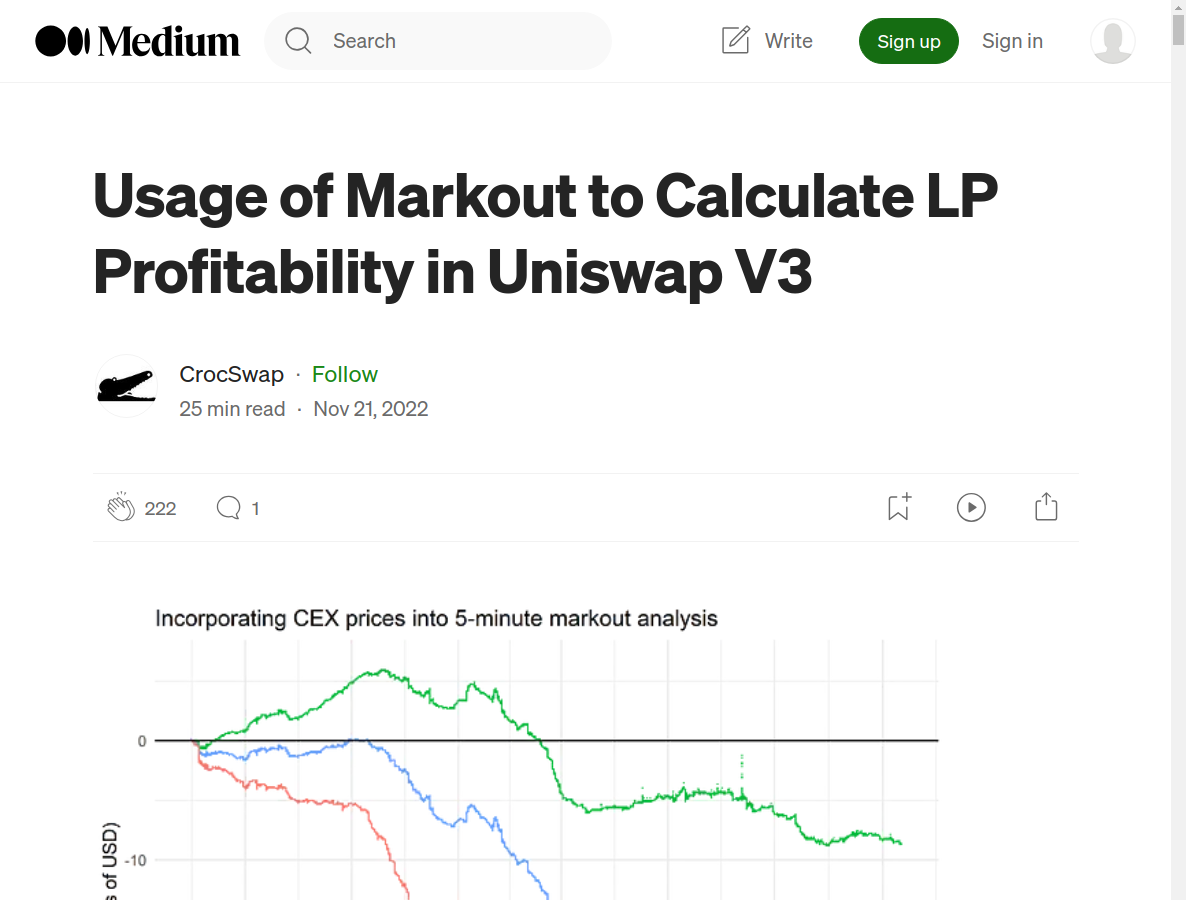 Medium
Search
Write
Sign up
Sign in
Usage of Markout to Calculate LP
Profitability in Uniswap V3
CrocSwap · Follow
25 min read · Nov 21, 2022
222
1
Incorporating CEX prices into 5-minute markout analysis
0
-10
of USD)